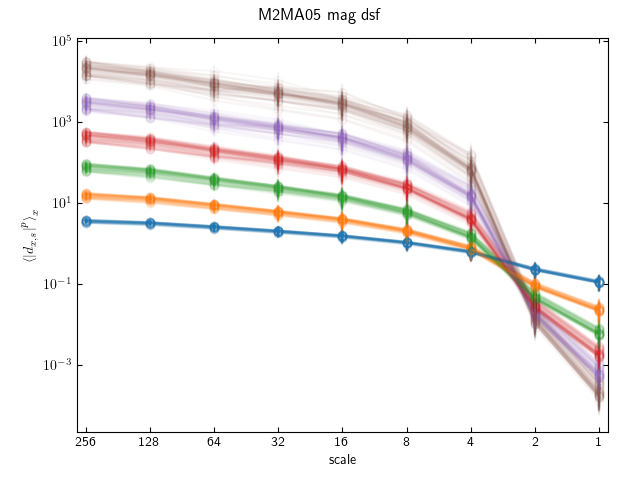 M2MA05 mag dsf
10^5
10^3
10^1
10^{-1}
10^{-3}
⟨|d_{x,s}|^p⟩_x
256 128 64 32 16 8 4 2 1
scale